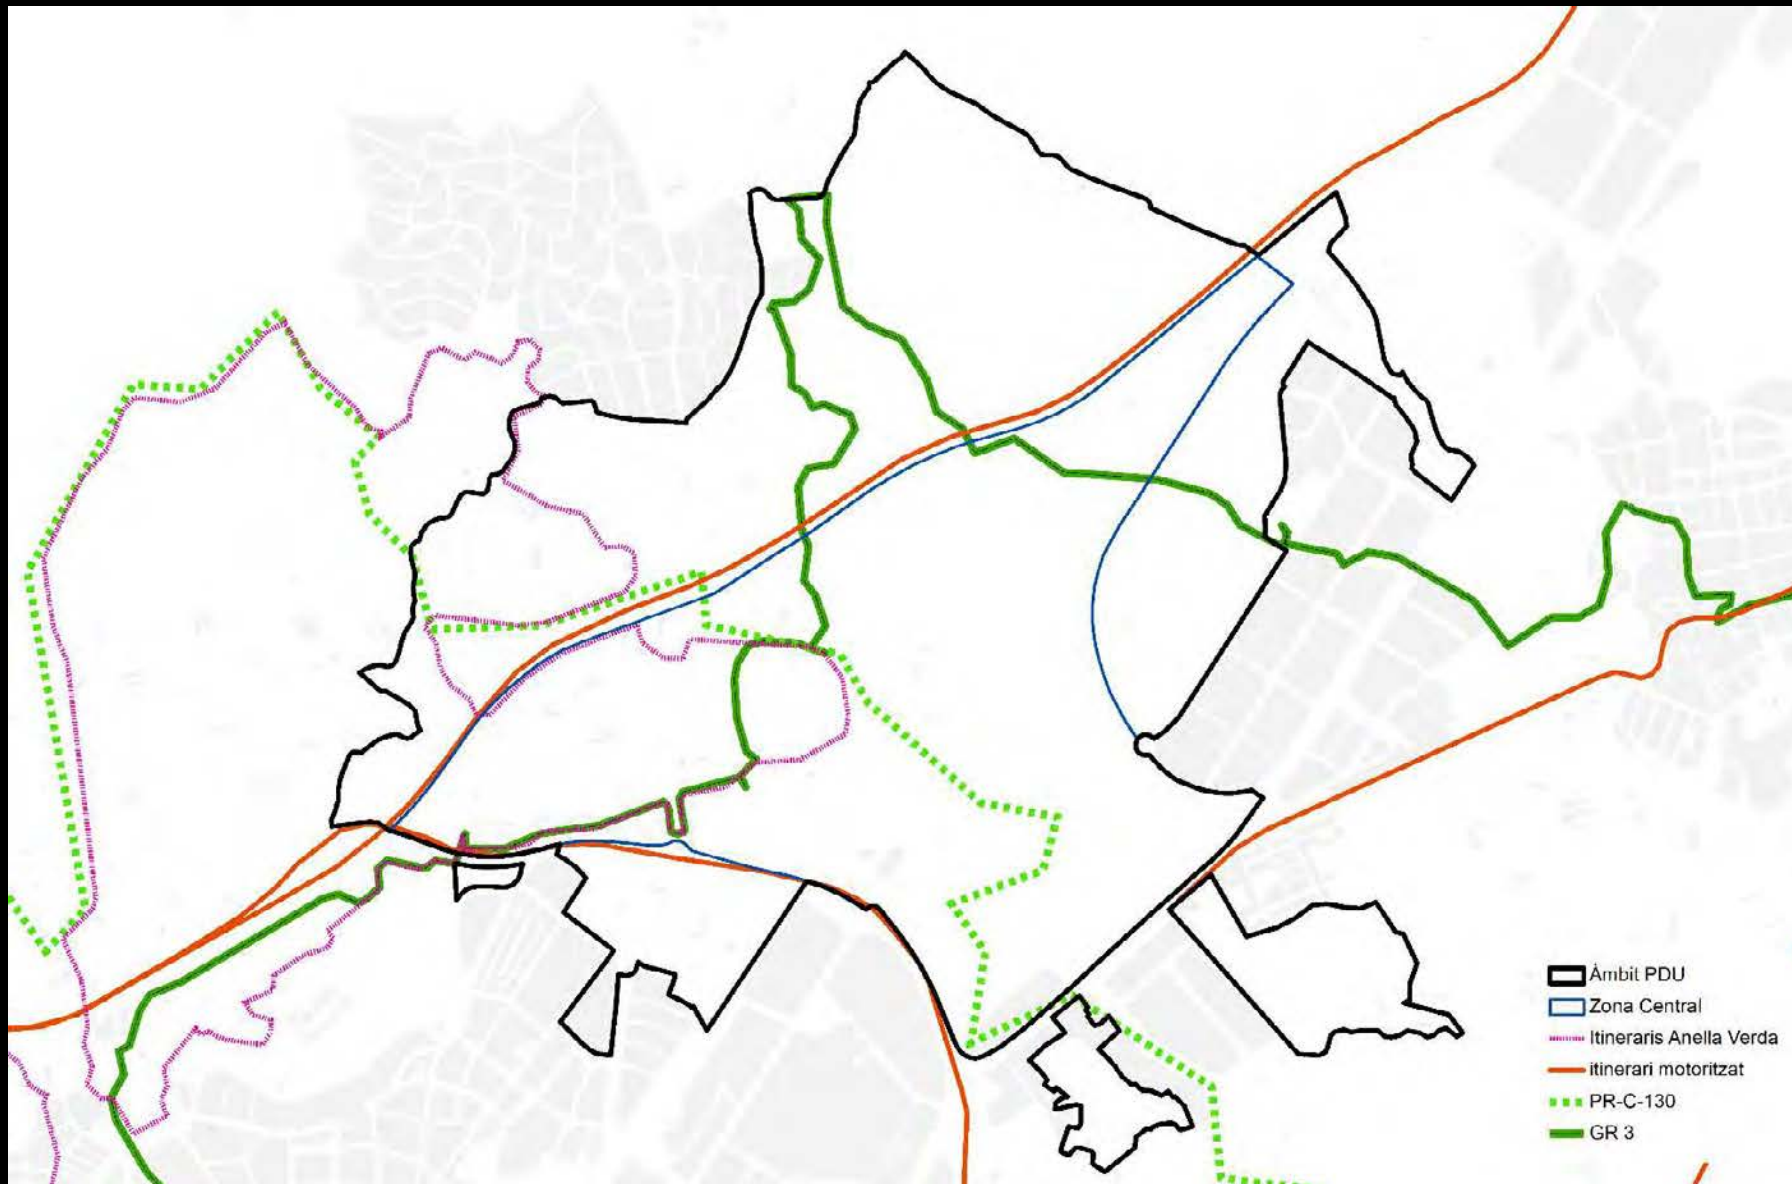 Àmbit PDU
Zona Central
Itineraris Anella Verda
itinerari motoritzat
PR-C-130
GR 3